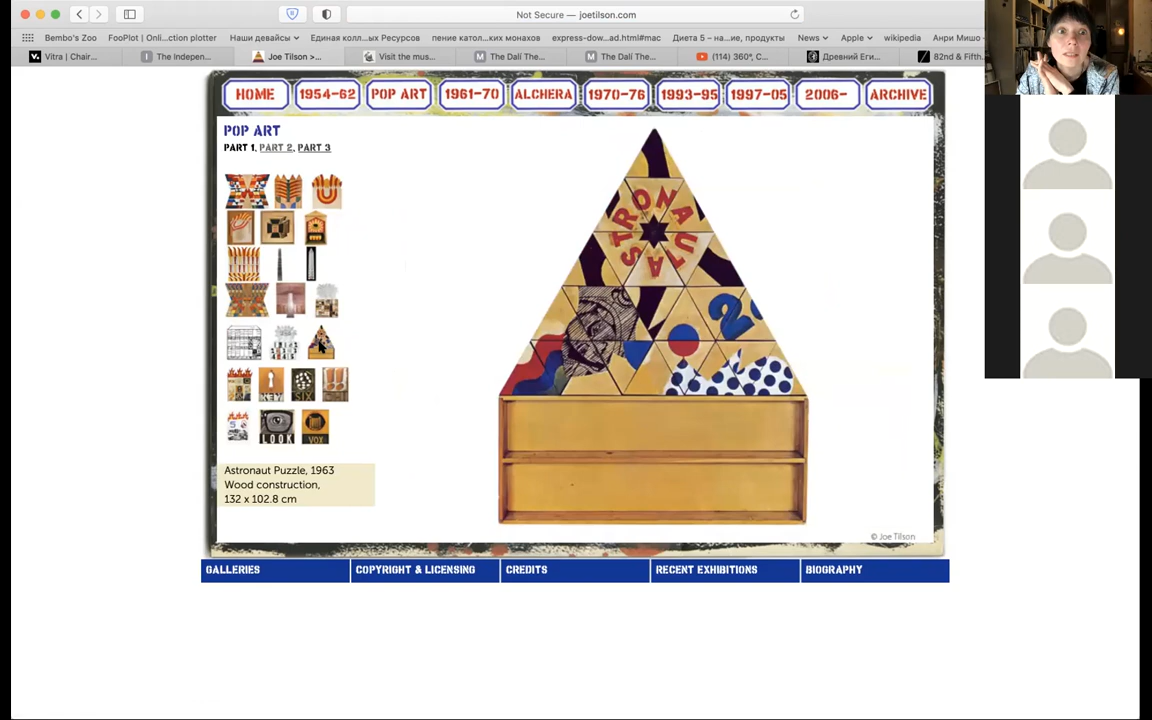 Not Secure — joetilson.com
Bembo's Zoo FooPlot | Onli...ction plotter Наши девайсы Единая колл...ых Ресурсов пение катол...ких монахов express-dow...ad.html#mac Диета 5 – на...ие, продукты News Apple wikipedia Анри Мишо
Vitra | Chair... The Indepen... Joe Tilson >... Visit the mus... The Dalí The... The Dalí The... (114) 360°, C... Древний Еги... 82nd & Fifth.
HOME 1954-62 POP ART 1961-70 ALCHERA 1970-76 1993-95 1997-05 2006- ARCHIVE
POP ART
PART 1, PART 2, PART 3
ASTRONAUT
2
KEY SIX
LOOK VOX
Astronaut Puzzle, 1963
Wood construction,
132 x 102.8 cm
© Joe Tilson
GALLERIES COPYRIGHT & LICENSING CREDITS RECENT EXHIBITIONS BIOGRAPHY